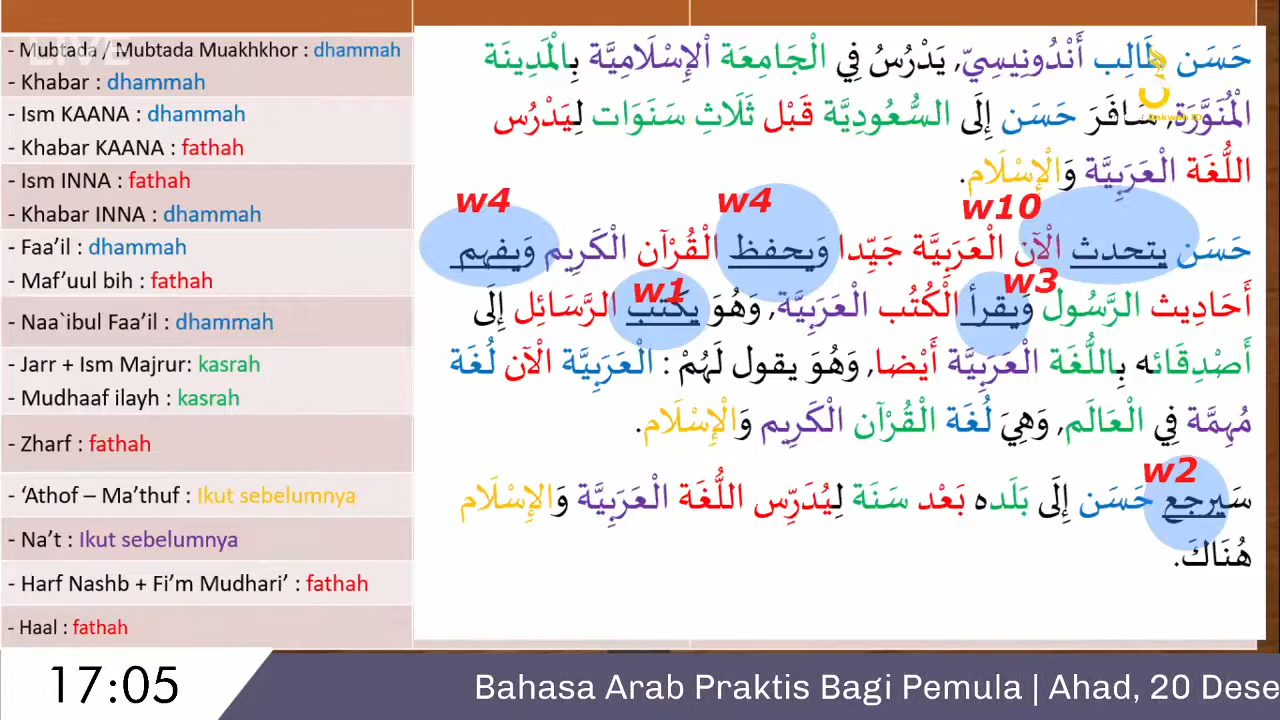 LIVE
- Mubtada / Mubtada Muakhkhor : dhammah
- Khabar : dhammah
- Ism KAANA : dhammah
- Khabar KAANA : fathah
- Ism INNA : fathah
- Khabar INNA : dhammah
- Faa'il : dhammah
- Maf'uul bih : fathah
- Naa`ibul Faa'il : dhammah
- Jarr + Ism Majrur: kasrah
- Mudhaaf ilayh : kasrah
- Zharf : fathah
- 'Athof – Ma'thuf : Ikut sebelumnya
- Na't : Ikut sebelumnya
- Harf Nashb + Fi'm Mudhari' : fathah
- Haal : fathah
حَسَن طَالِب أَنْدُونِيسِيّ, يَدْرُسُ فِي الْجَامِعَة ٱلإِسْلَامِيَّة بِالْمَدِينَة
الْمُنَوَّرَة, سَافَرَ حَسَن إِلَى السُّعُودِيَّة قَبْل ثَلَاثِ سَنَوَات لِيَدْرُس
اللُّغَة الْعَرَبِيَّة وَالْإِسْلَام.
w4 w4 w10
حَسَن يتحدث الْآن الْعَرَبِيَّة جَيِّدا وَيحفظ الْقُرْآن الْكَرِيم وَيفهم
w1 w3
أَحَادِيث الرَّسُول وَيقرأ الْكُتُب الْعَرَبِيَّة, وَهُوَ يكتب الرَّسَائِل إِلَى
أَصْدِقَائه بِاللُّغَة الْعَرَبِيَّة أَيْضا, وَهُوَ يقول لَهُمْ : الْعَرَبِيَّة الْآن لُغَة
مُهِمَّة فِي الْعَالَم, وَهِيَ لُغَة الْقُرْآن الْكَرِيم وَالْإِسْلَام.
w2
سَيرجع حَسَن إِلَى بَلَده بَعْد سَنَة لِيُدَرِّس اللُّغَة الْعَرَبِيَّة وَالإِسْلَام
هُنَاكَ.
17:05
Bahasa Arab Praktis Bagi Pemula | Ahad, 20 Dese